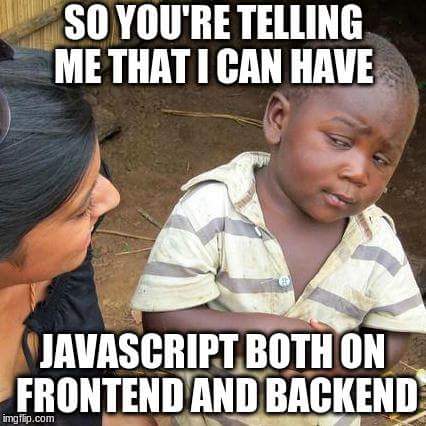 SO YOU'RE TELLING
ME THAT I CAN HAVE
JAVASCRIPT BOTH ON
FRONTEND AND BACKEND
imgflip.com